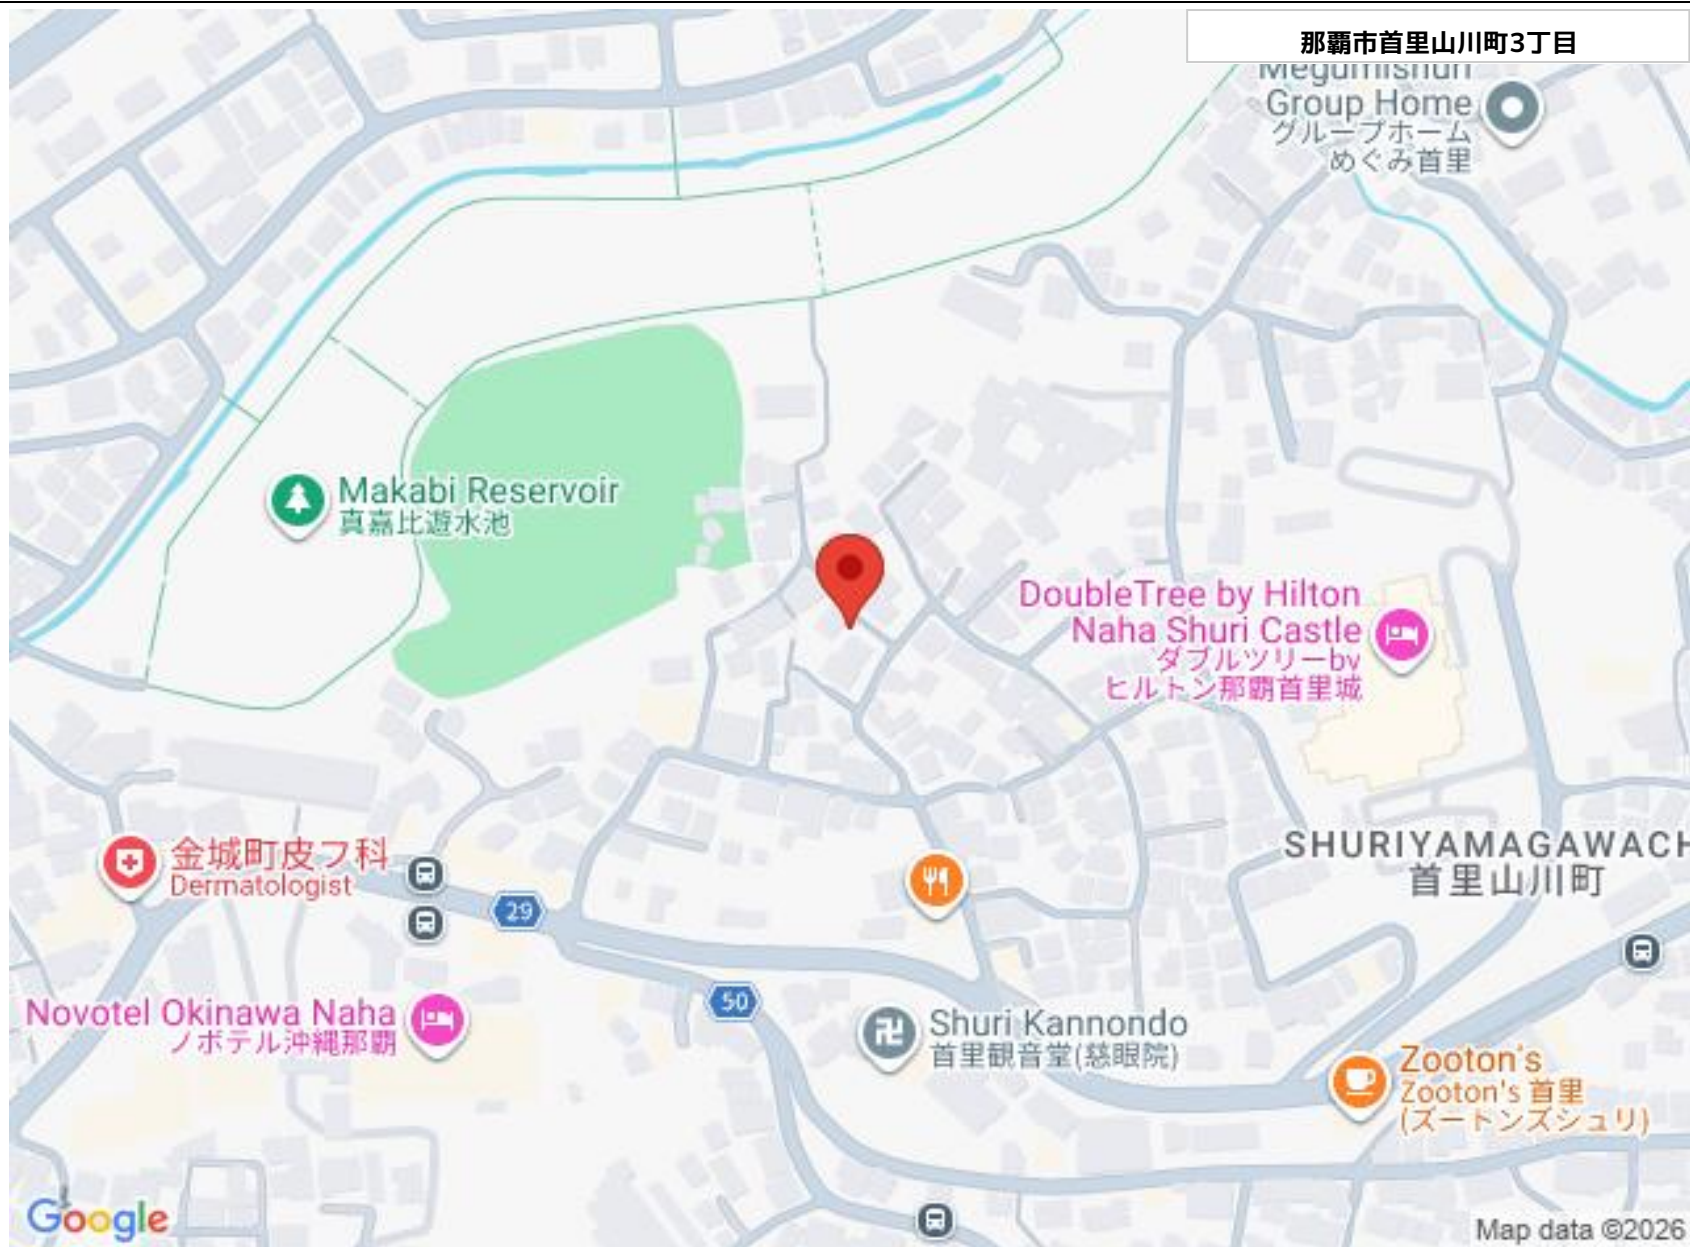 那覇市首里山川町3丁目
Megumishuri
Group Home
グループホーム
めぐみ首里
Makabi Reservoir
真嘉比遊水池
DoubleTree by Hilton
Naha Shuri Castle
ダブルツリーby
ヒルトン那覇首里城
SHURIYAMAGAWACH
首里山川町
金城町皮フ科
Dermatologist
29
50
Novotel Okinawa Naha
ノボテル沖縄那覇
Shuri Kannondo
首里観音堂(慈眼院)
Zooton's
Zooton's 首里
(ズートンズシュリ)
Google
Map data ©2026